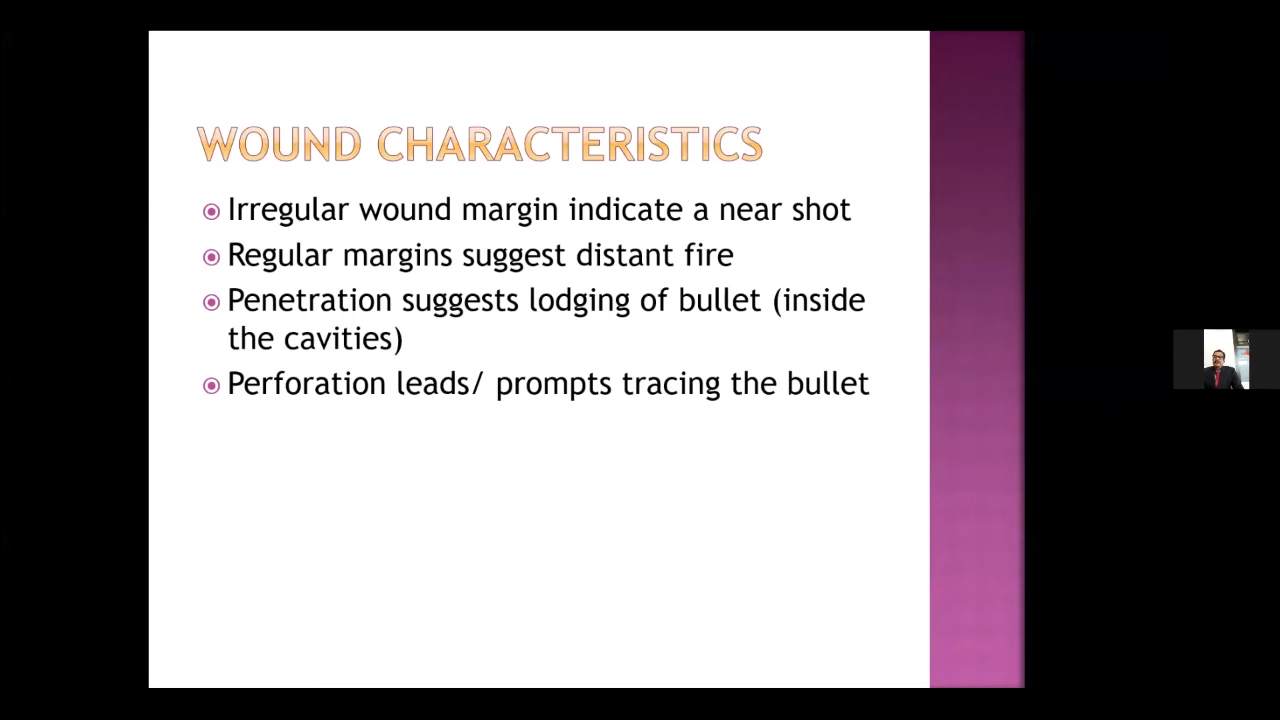 WOUND CHARACTERISTICS
Irregular wound margin indicate a near shot
Regular margins suggest distant fire
Penetration suggests lodging of bullet (inside
the cavities)
Perforation leads/ prompts tracing the bullet